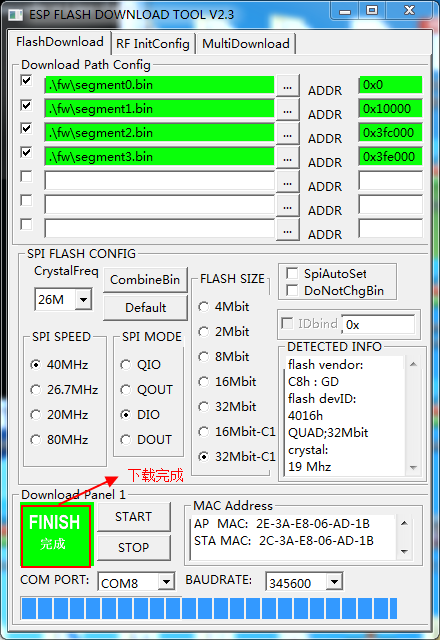 ESP FLASH DOWNLOAD TOOL V2.3
FlashDownload RF InitConfig MultiDownload
Download Path Config
.\fw\segment0.bin ... ADDR 0x0
.\fw\segment1.bin ... ADDR 0x10000
.\fw\segment2.bin ... ADDR 0x3fc000
.\fw\segment3.bin ... ADDR 0x3fe000
... ADDR
... ADDR
... ADDR
SPI FLASH CONFIG
CrystalFreq
26M
CombineBin
Default
SPI SPEED
40MHz
26.7MHz
20MHz
80MHz
SPI MODE
QIO
QOUT
DIO
DOUT
FLASH SIZE
4Mbit
2Mbit
8Mbit
16Mbit
32Mbit
16Mbit-C1
32Mbit-C1
SpiAutoSet
DoNotChgBin
IDbind 0x
DETECTED INFO
flash vendor:
C8h : GD
flash devID:
4016h
QUAD;32Mbit
crystal:
19 Mhz
下载完成
Download Panel 1
FINISH
完成
START
STOP
MAC Address
AP MAC: 2E-3A-E8-06-AD-1B
STA MAC: 2C-3A-E8-06-AD-1B
COM PORT: COM8 BAUDRATE: 345600